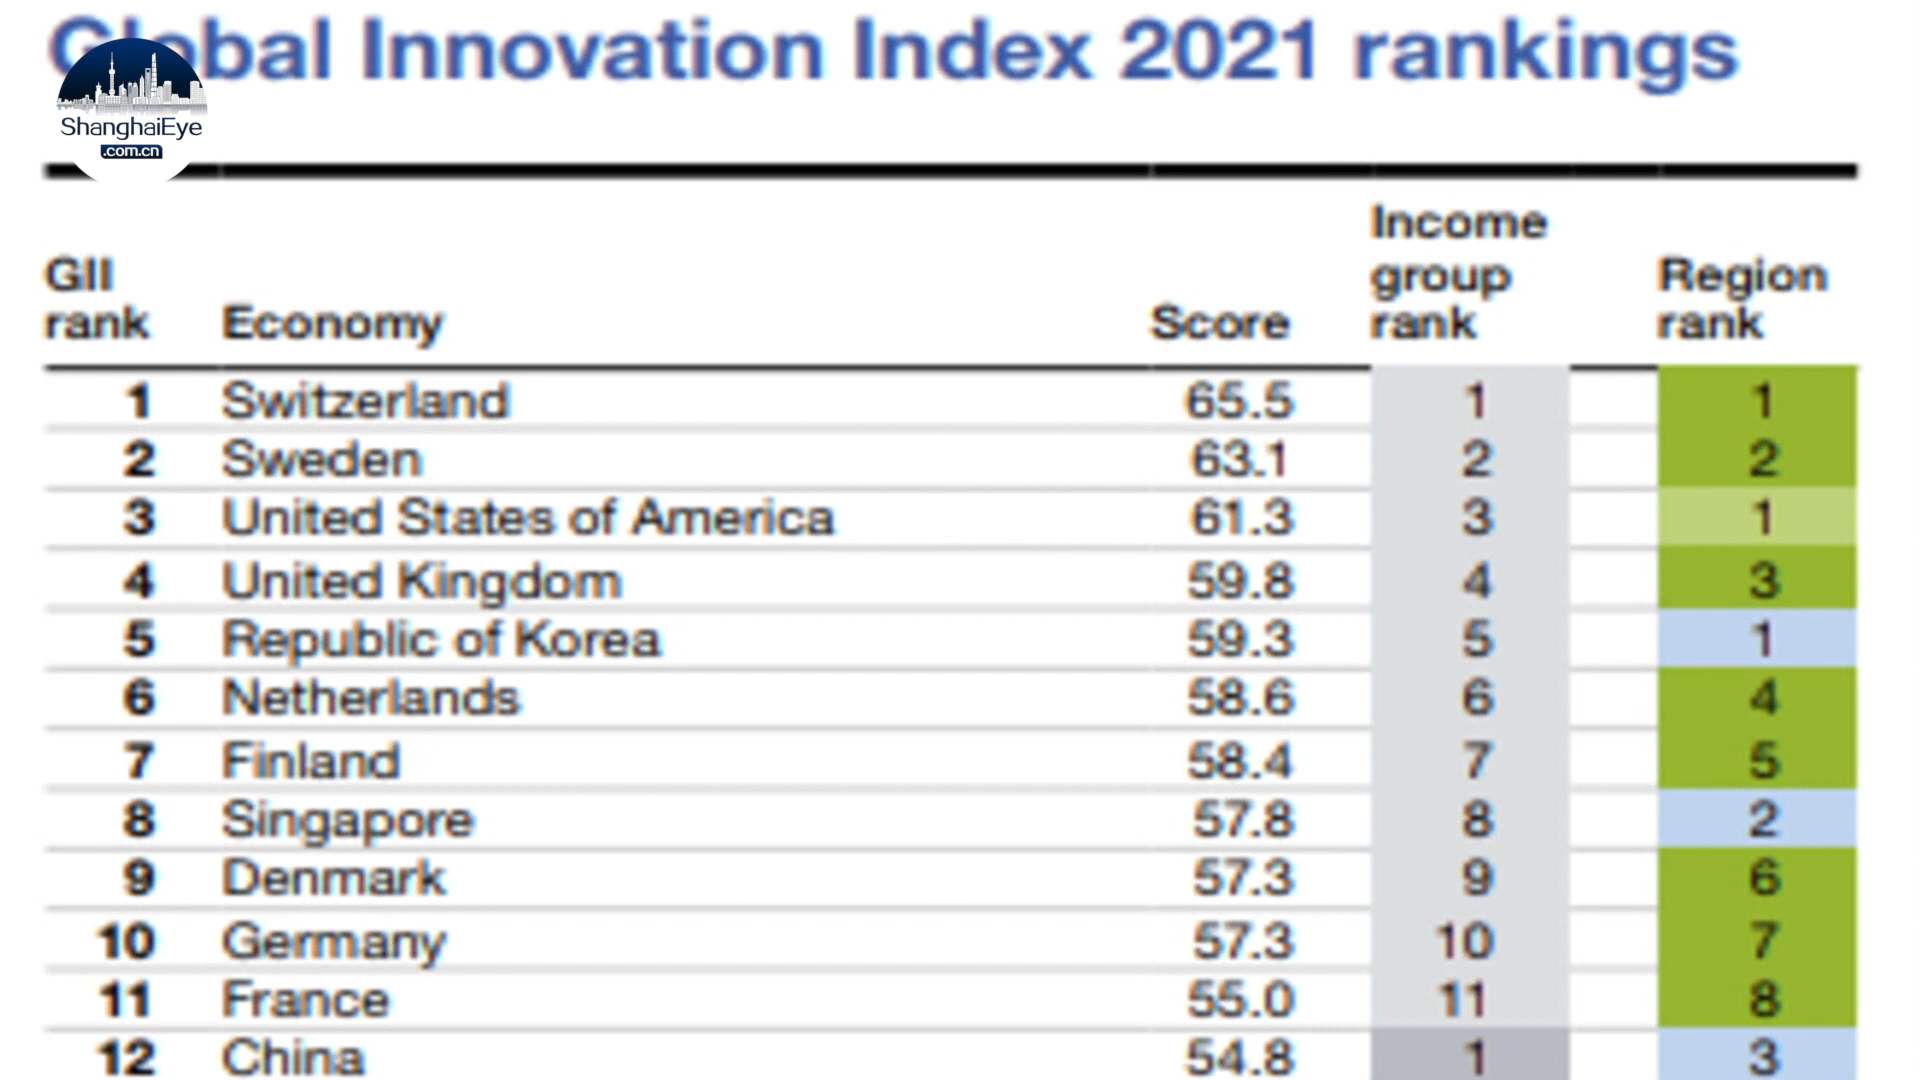 Global Innovation Index 2021 rankings
ShanghaiEye
.com.cn
GII rank Economy Score Income group rank Region rank
1 Switzerland 65.5 1 1
2 Sweden 63.1 2 2
3 United States of America 61.3 3 1
4 United Kingdom 59.8 4 3
5 Republic of Korea 59.3 5 1
6 Netherlands 58.6 6 4
7 Finland 58.4 7 5
8 Singapore 57.8 8 2
9 Denmark 57.3 9 6
10 Germany 57.3 10 7
11 France 55.0 11 8
12 China 54.8 1 3